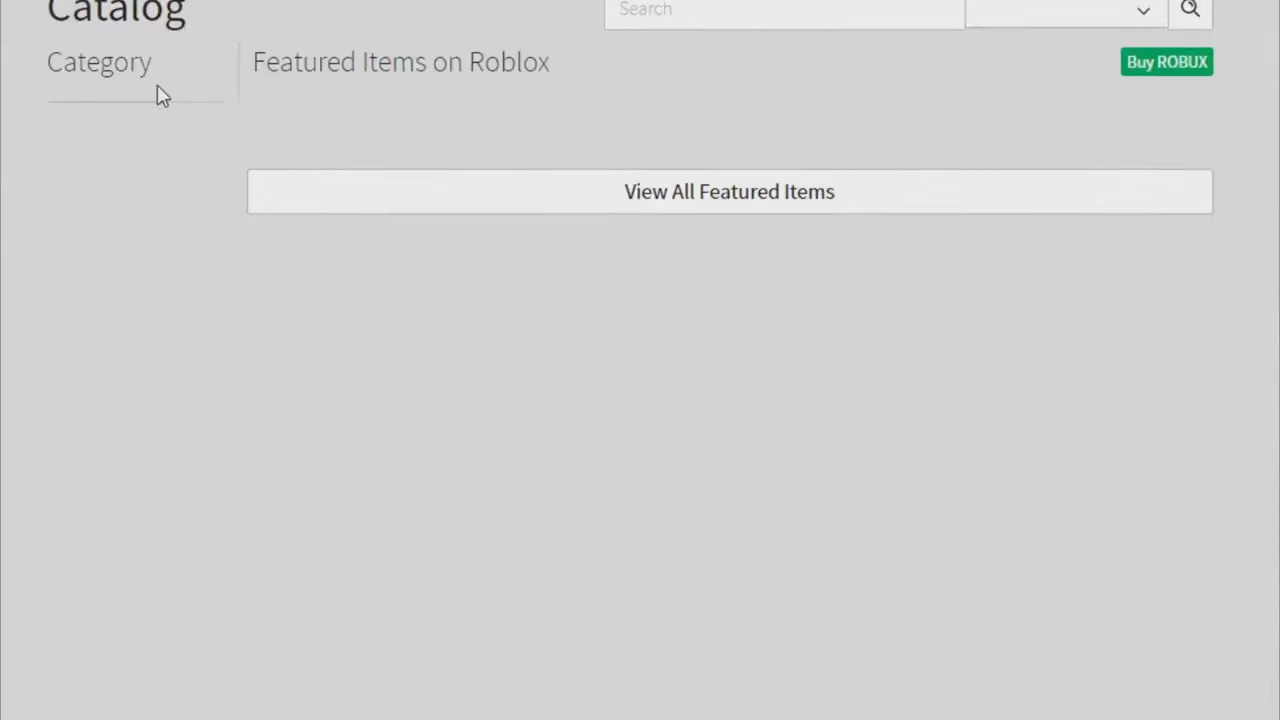 Catalog
Search
Category
Featured Items on Roblox
Buy ROBUX
View All Featured Items